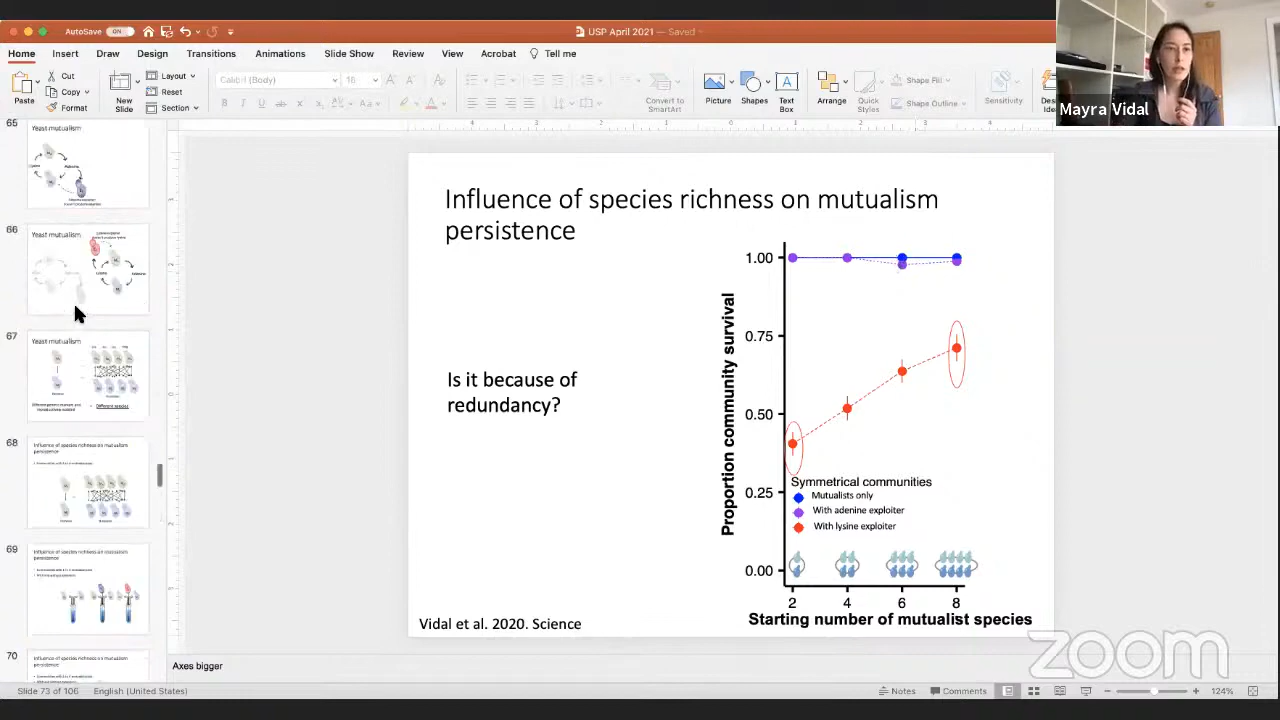 AutoSave
ON
USP April 2021 — Saved
Home
Insert
Draw
Design
Transitions
Animations
Slide Show
Review
View
Acrobat
Tell me
Paste
Cut
Copy
Format
New
Slide
Layout
Reset
Section
Calibri (Body)
Convert to
SmartArt
Picture
Shapes
Text
Box
Arrange
Quick
Styles
Shape Fill
Shape Outline
Sensitivity
Mayra Vidal
65
Yeast mutualism
66
Yeast mutualism
67
Yeast mutualism
68
Influence of species richness on mutualism
persistence
69
Influence of species richness on mutualism
persistence
70
Influence of species richness on mutualism
persistence
Influence of species richness on mutualism
persistence
Is it because of
redundancy?
Proportion community survival
1.00
0.75
0.50
0.25
0.00
Symmetrical communities
Mutualists only
With adenine exploiter
With lysine exploiter
2 4 6 8
Starting number of mutualist species
Vidal et al. 2020. Science
zoom
Axes bigger
Slide 73 of 106
English (United States)
Notes
Comments
124%